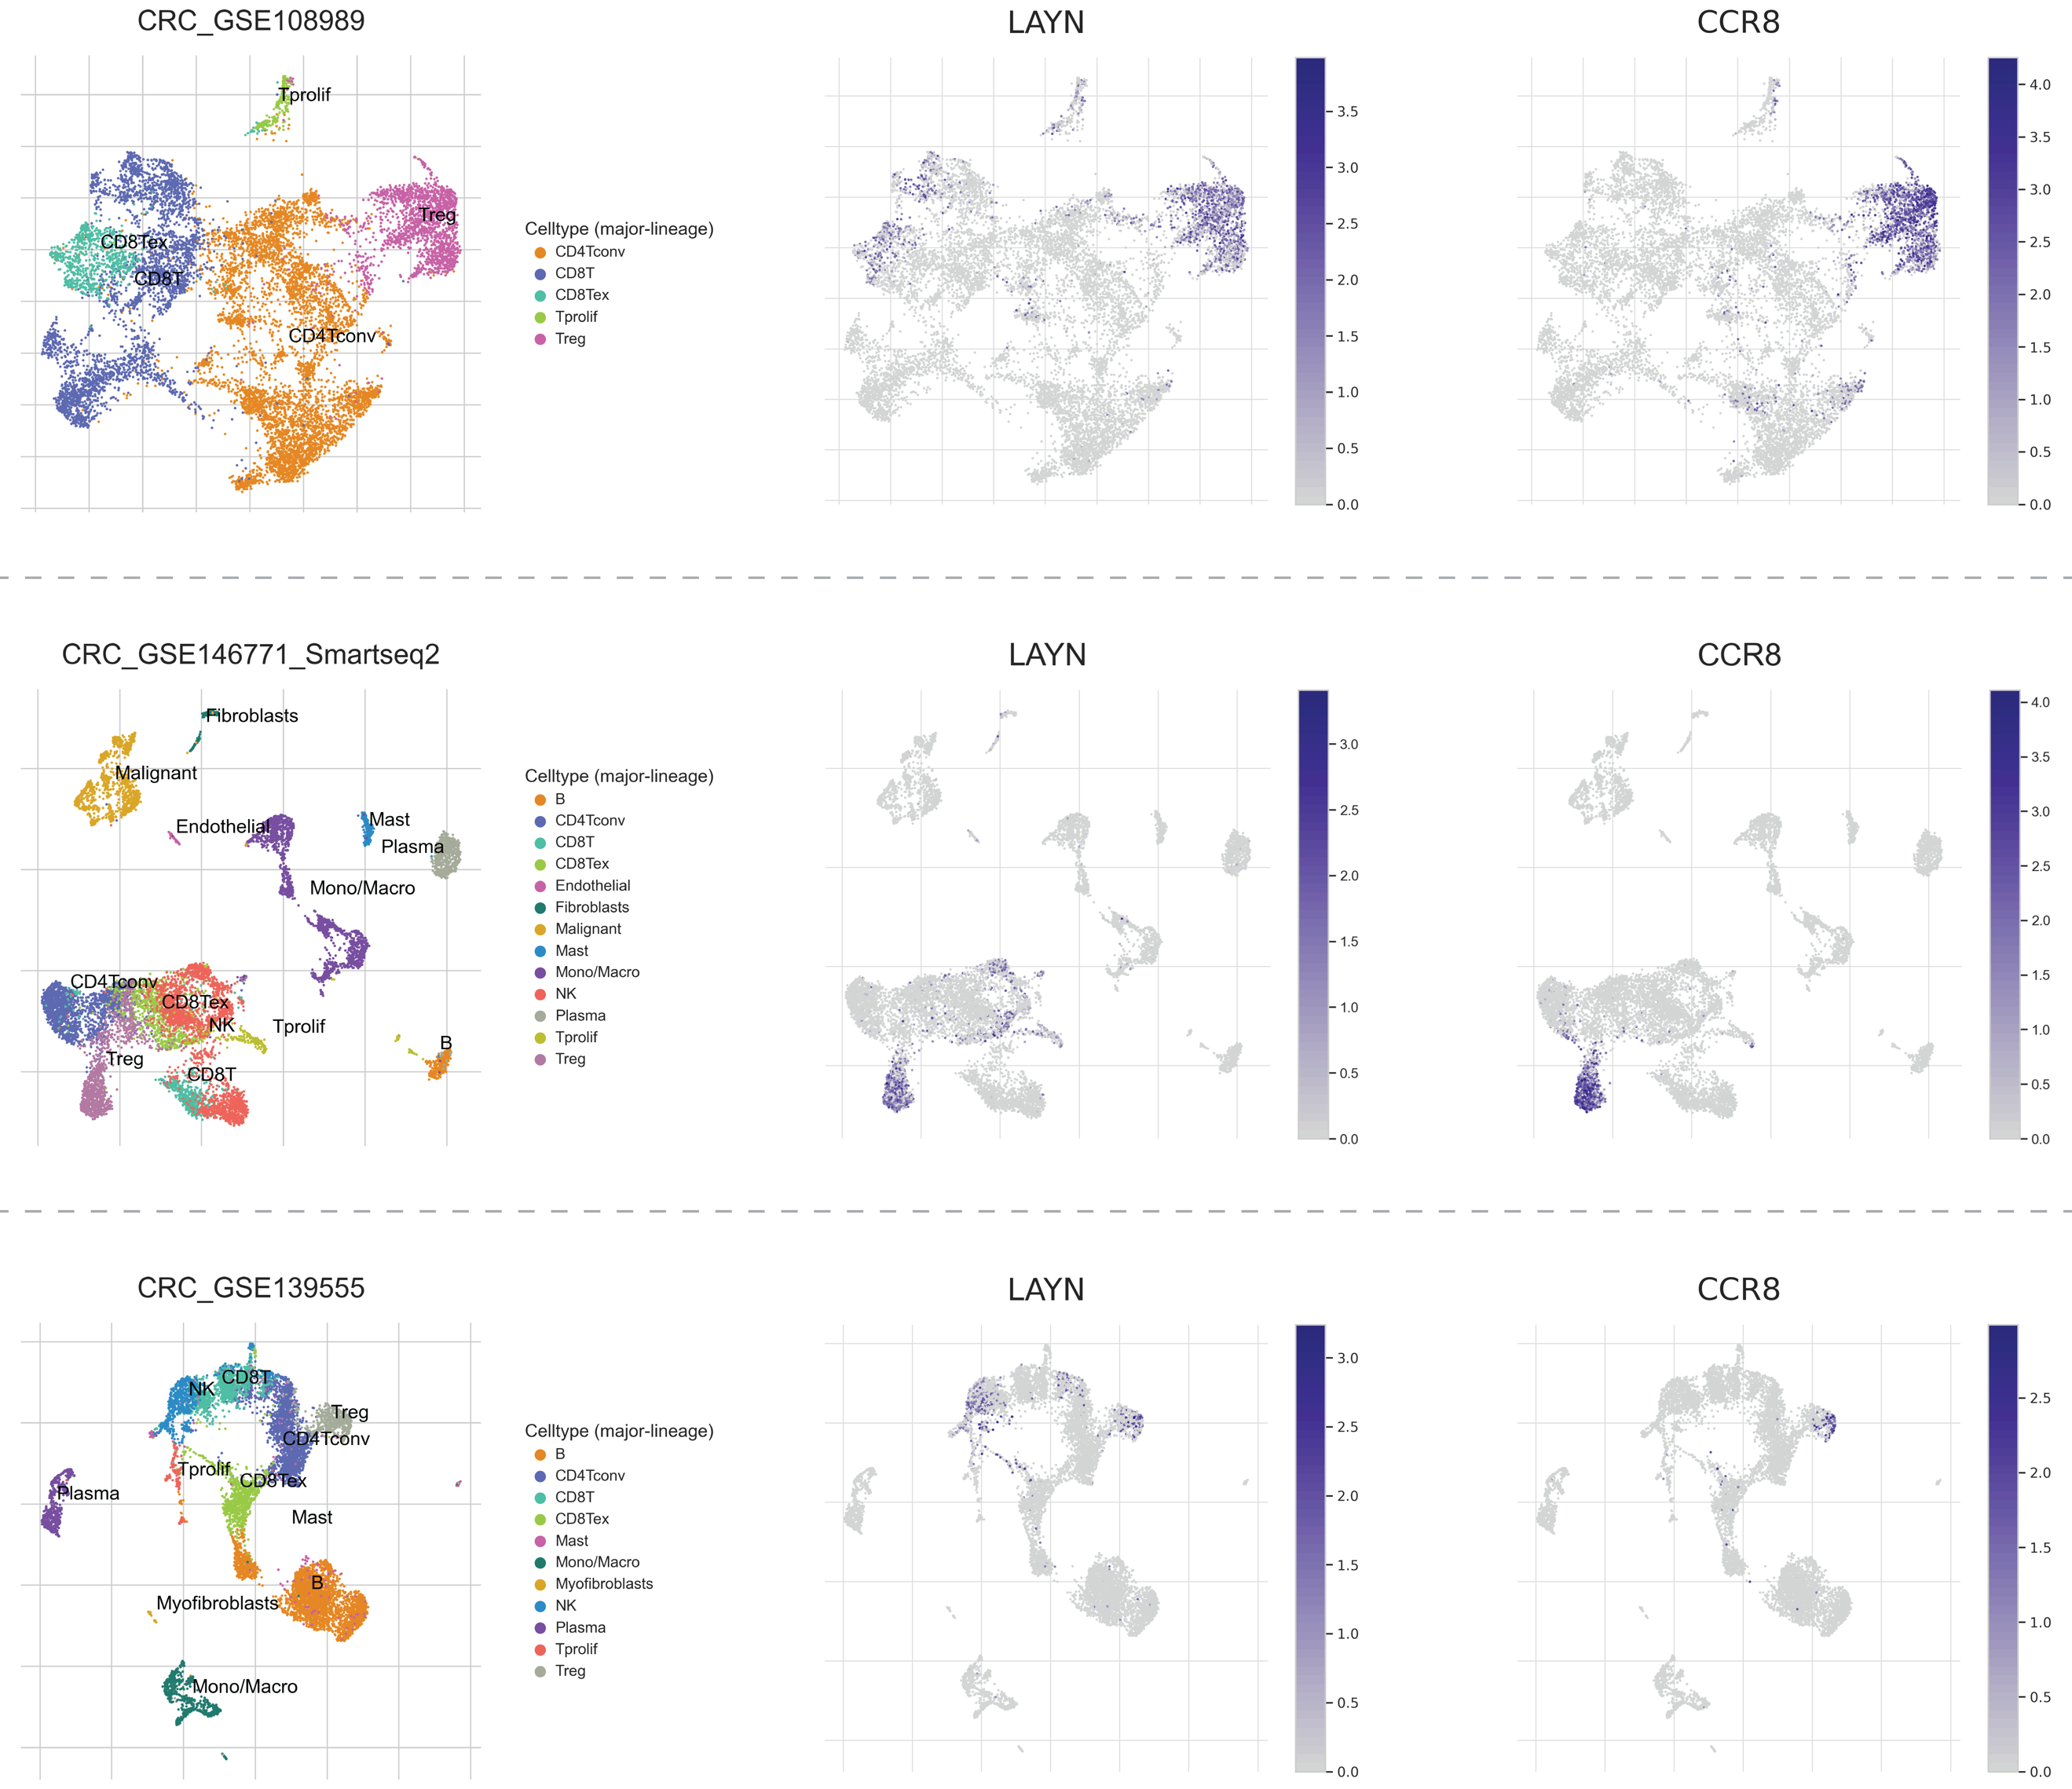 CRC_GSE108989
LAYN
CCR8
Tprolif
Treg
CD8Tex
CD8T
CD4Tconv
Celltype (major-lineage)
CD4Tconv
CD8T
CD8Tex
Tprolif
Treg
3.5
3.0
2.5
2.0
1.5
1.0
0.5
0.0
4.0
3.5
3.0
2.5
2.0
1.5
1.0
0.5
0.0
CRC_GSE146771_Smartseq2
LAYN
CCR8
Fibroblasts
Malignant
Endothelial
Mast
Plasma
Mono/Macro
CD4Tconv
CD8Tex
NK
Tprolif
B
Treg
CD8T
Celltype (major-lineage)
B
CD4Tconv
CD8T
CD8Tex
Endothelial
Fibroblasts
Malignant
Mast
Mono/Macro
NK
Plasma
Tprolif
Treg
3.0
2.5
2.0
1.5
1.0
0.5
0.0
4.0
3.5
3.0
2.5
2.0
1.5
1.0
0.5
0.0
CRC_GSE139555
LAYN
CCR8
CD8T
NK
Treg
CD4Tconv
Tprolif
CD8Tex
Plasma
Mast
B
Myofibroblasts
Mono/Macro
Celltype (major-lineage)
B
CD4Tconv
CD8T
CD8Tex
Mast
Mono/Macro
Myofibroblasts
NK
Plasma
Tprolif
Treg
3.0
2.5
2.0
1.5
1.0
0.5
0.0
2.5
2.0
1.5
1.0
0.5
0.0